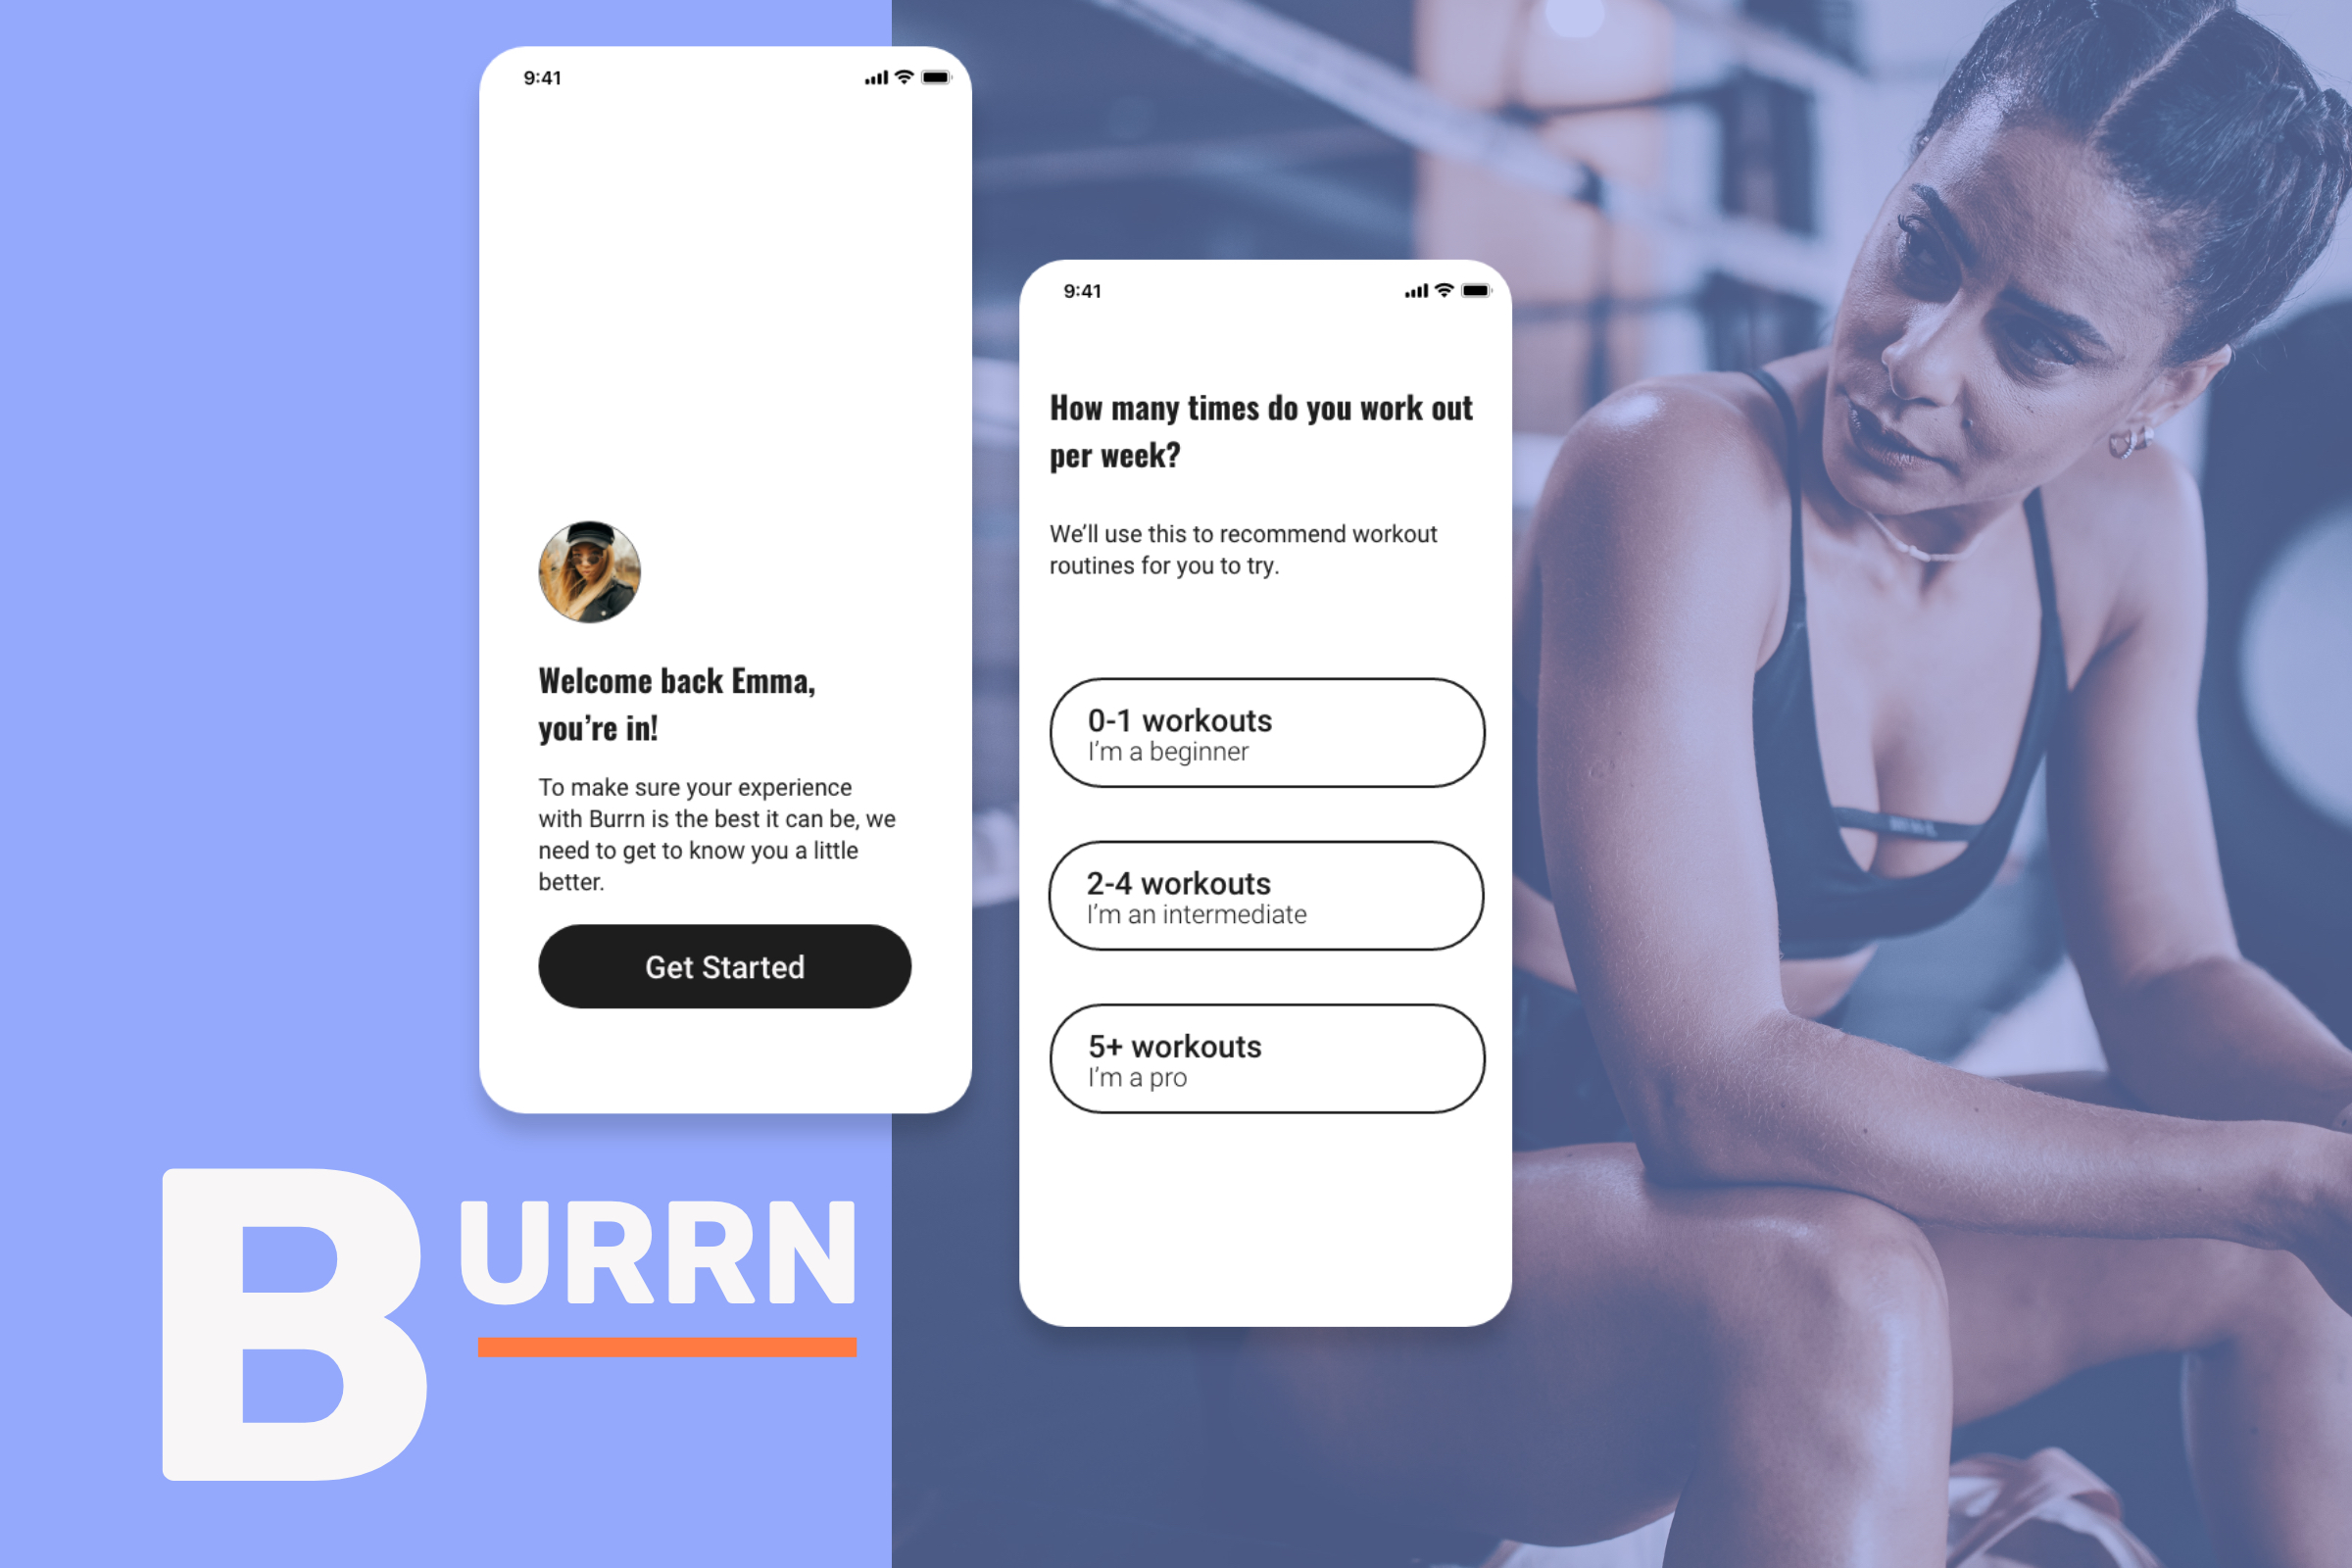 9:41
Welcome back Emma,
you’re in!
To make sure your experience
with Burrn is the best it can be, we
need to get to know you a little
better.
Get Started
9:41
How many times do you work out
per week?
We’ll use this to recommend workout
routines for you to try.
0-1 workouts
I’m a beginner
2-4 workouts
I’m an intermediate
5+ workouts
I’m a pro
BURRN